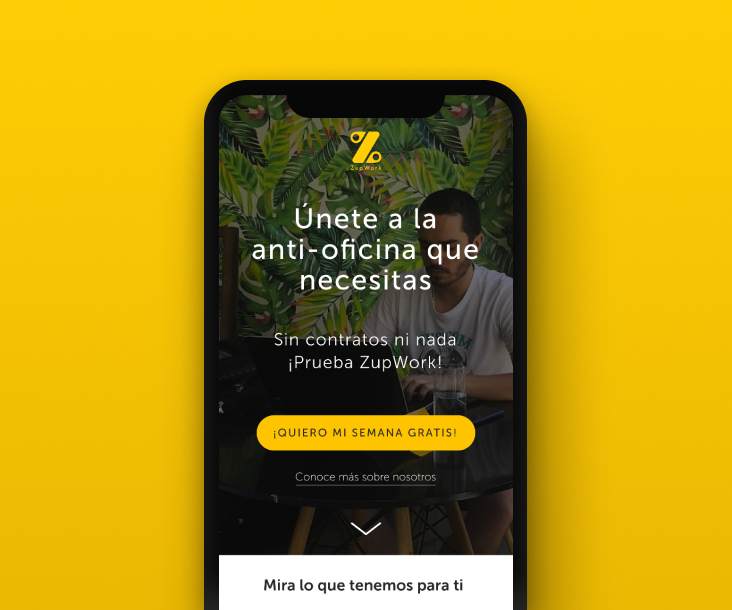 ZupWork
Únete a la
anti-oficina que
necesitas
Sin contratos ni nada
¡Prueba ZupWork!
¡QUIERO MI SEMANA GRATIS!
Conoce más sobre nosotros
Mira lo que tenemos para ti